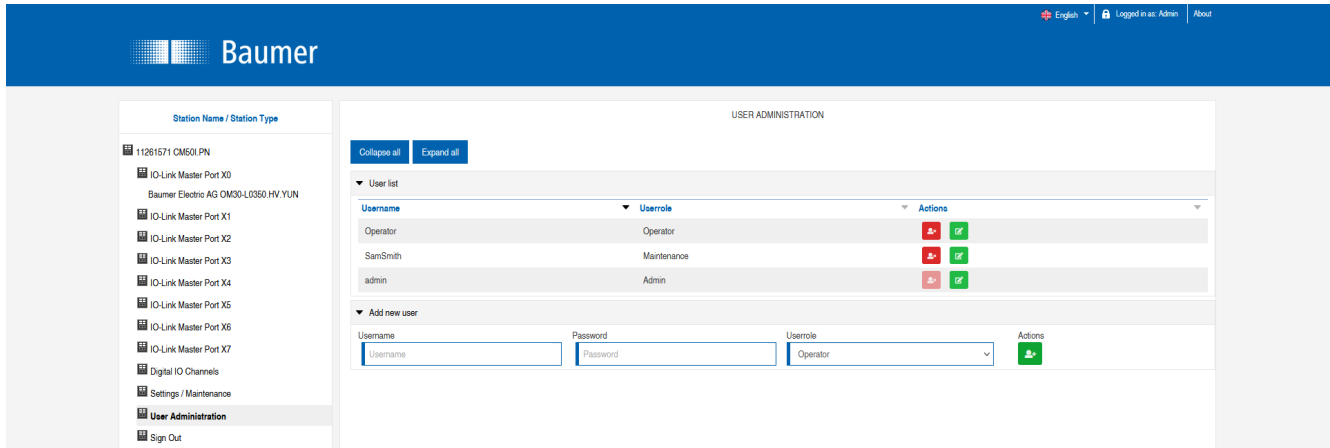 English
Logged in as: Admin
About
Baumer
Station Name / Station Type
11261571 CM50I.PN
IO-Link Master Port X0
Baumer Electric AG OM30-L0350.HV.YUN
IO-Link Master Port X1
IO-Link Master Port X2
IO-Link Master Port X3
IO-Link Master Port X4
IO-Link Master Port X5
IO-Link Master Port X6
IO-Link Master Port X7
Digital IO Channels
Settings / Maintenance
User Administration
Sign Out
USER ADMINISTRATION
Collapse all Expand all
User list
Username Userrole Actions
Operator Operator
SamSmith Maintenance
admin Admin
Add new user
Username Password Userrole Actions
Username Password Operator